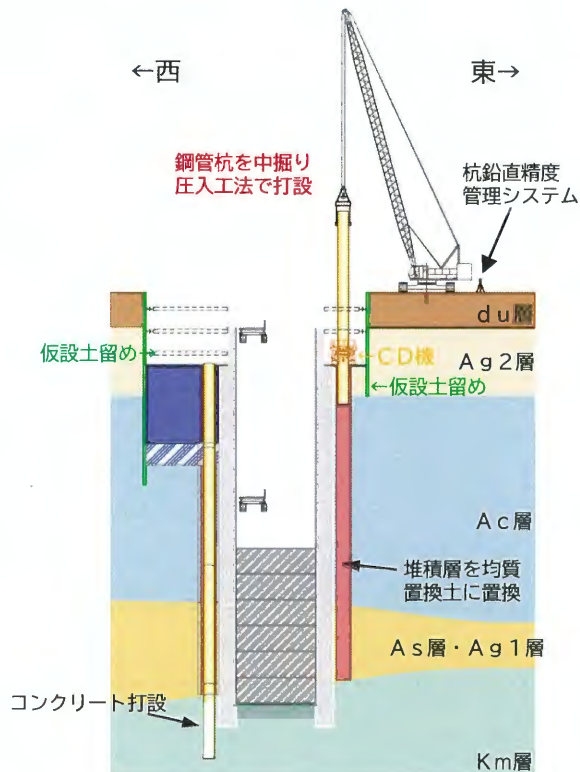 ←西
東→
鋼管杭を中掘り
圧入工法で打設
杭鉛直精度
管理システム
du層
仮設土留め→
←CD機
Ag2層
←仮設土留め
Ac層
堆積層を均質
置換土に置換
As層・Ag1層
コンクリート打設
Km層